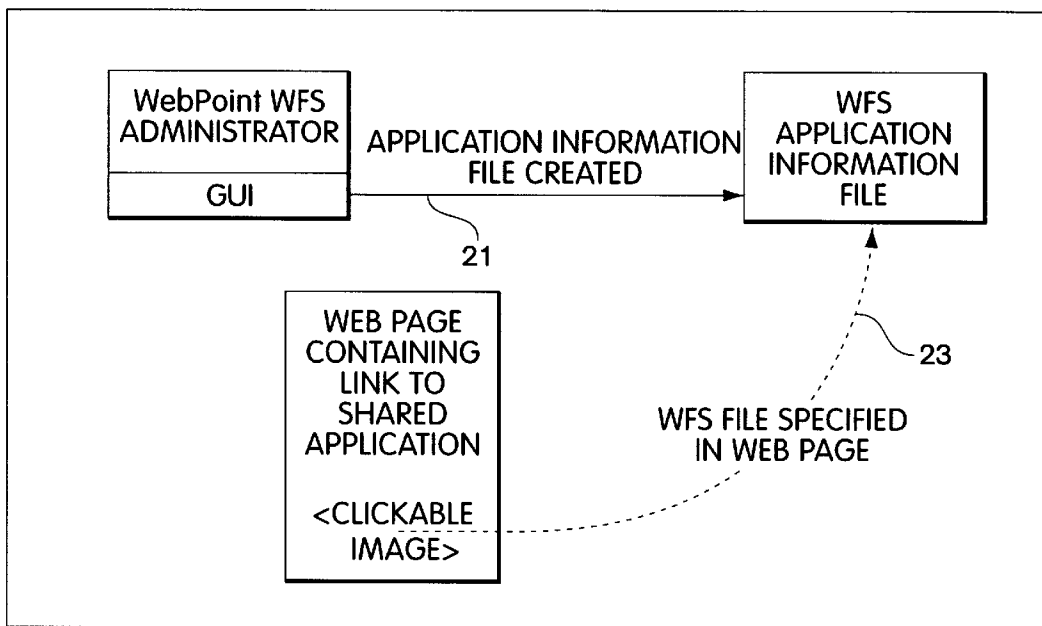 WebPoint WFS
ADMINISTRATOR
GUI
APPLICATION INFORMATION
FILE CREATED
21
WFS
APPLICATION
INFORMATION
FILE
WEB PAGE
CONTAINING
LINK TO
SHARED
APPLICATION
<CLICKABLE
IMAGE>
23
WFS FILE SPECIFIED
IN WEB PAGE